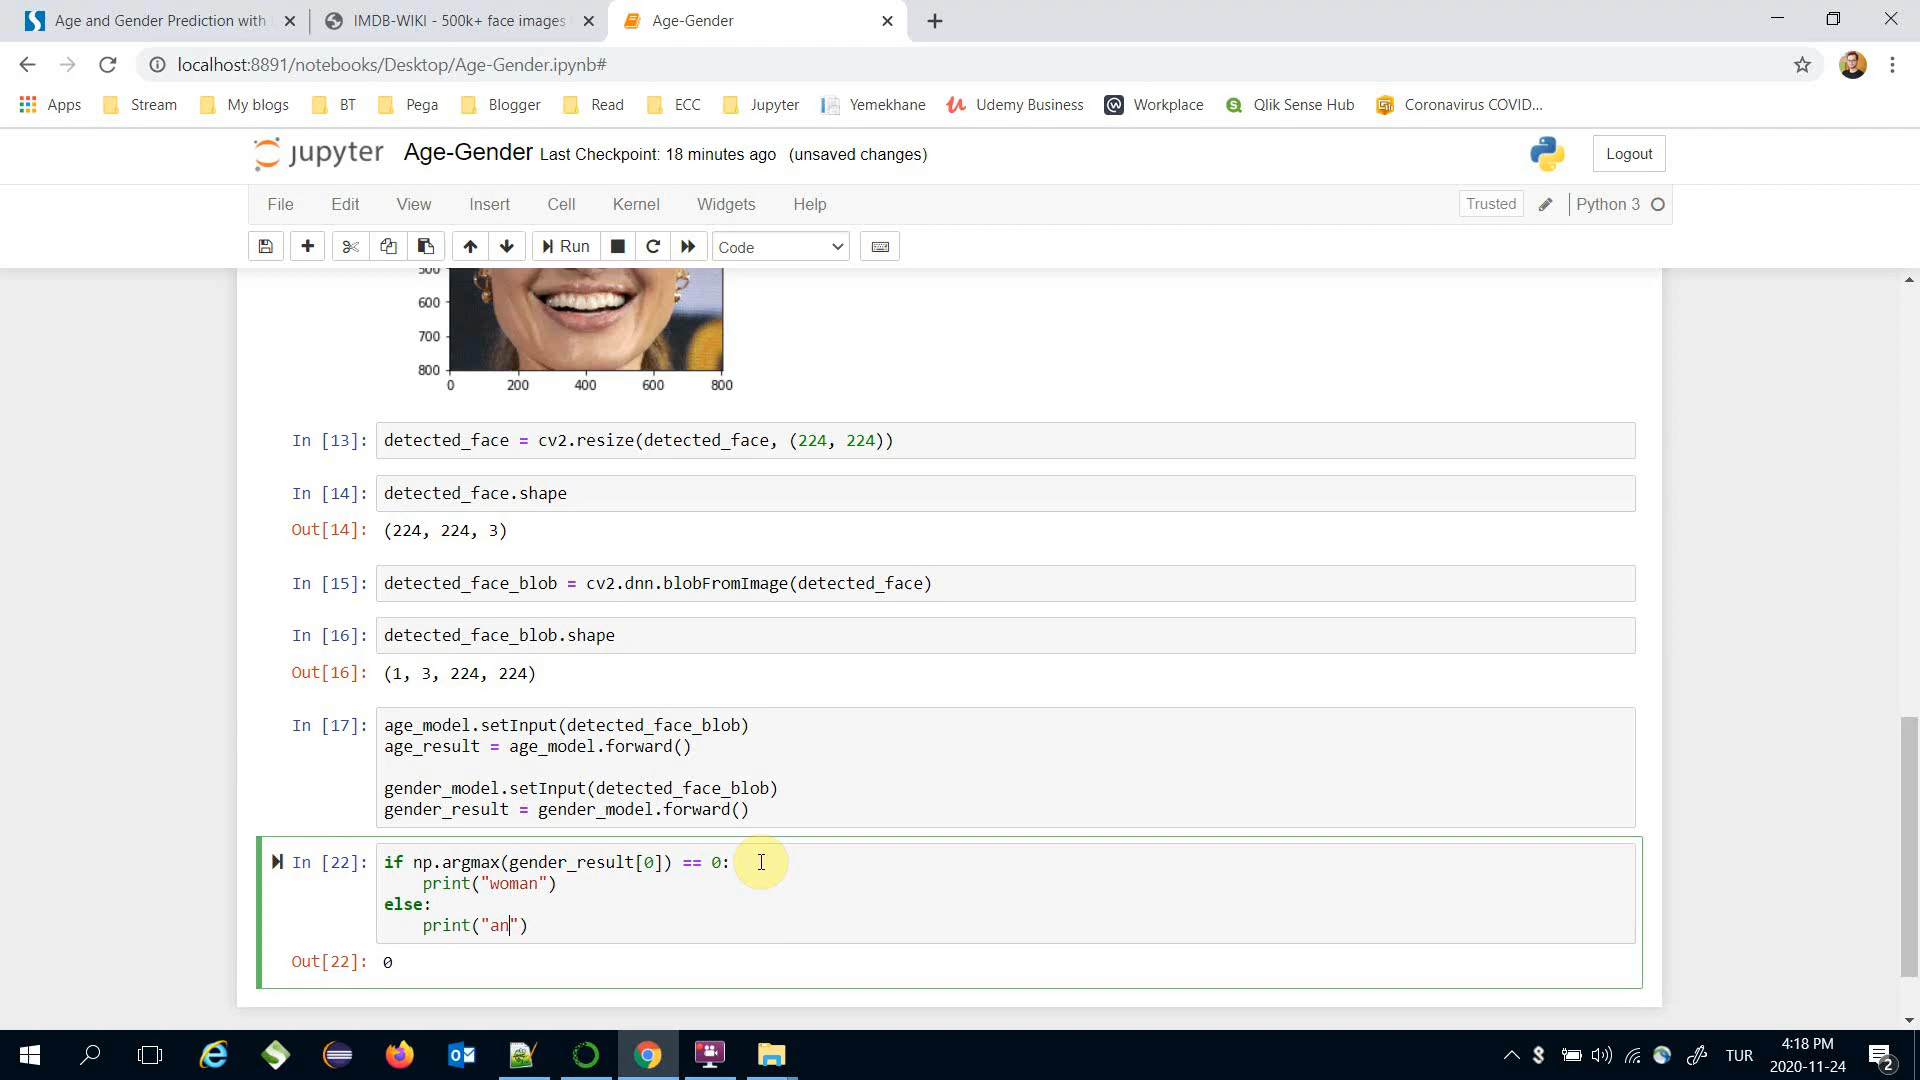 Age and Gender Prediction with
IMDB-WIKI - 500k+ face images
Age-Gender
localhost:8891/notebooks/Desktop/Age-Gender.ipynb#
Apps Stream My blogs BT Pega Blogger Read ECC Jupyter Yemekhane Udemy Business Workplace Qlik Sense Hub Coronavirus COVID...
jupyter Age-Gender Last Checkpoint: 18 minutes ago (unsaved changes) Logout
File Edit View Insert Cell Kernel Widgets Help Trusted Python 3
Run Code
500
600
700
800
0 200 400 600 800
In [13]: detected_face = cv2.resize(detected_face, (224, 224))
In [14]: detected_face.shape
Out[14]: (224, 224, 3)
In [15]: detected_face_blob = cv2.dnn.blobFromImage(detected_face)
In [16]: detected_face_blob.shape
Out[16]: (1, 3, 224, 224)
In [17]: age_model.setInput(detected_face_blob)
age_result = age_model.forward()
gender_model.setInput(detected_face_blob)
gender_result = gender_model.forward()
In [22]: if np.argmax(gender_result[0]) == 0:
print("woman")
else:
print("an")
Out[22]: 0
TUR
4:18 PM
2020-11-24
2